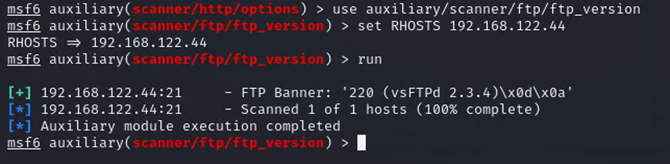 msf6 auxiliary(scanner/http/options) > use auxiliary/scanner/ftp/ftp_version
msf6 auxiliary(scanner/ftp/ftp_version) > set RHOSTS 192.168.122.44
RHOSTS => 192.168.122.44
msf6 auxiliary(scanner/ftp/ftp_version) > run
[+] 192.168.122.44:21 - FTP Banner: '220 (vsFTPd 2.3.4)\x0d\x0a'
[*] 192.168.122.44:21 - Scanned 1 of 1 hosts (100% complete)
[*] Auxiliary module execution completed
msf6 auxiliary(scanner/ftp/ftp_version) >